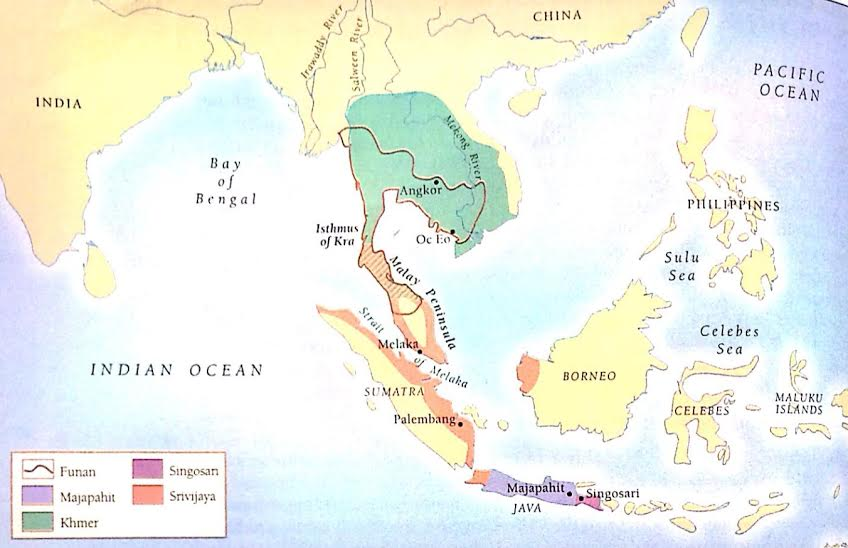 CHINA
PACIFIC
OCEAN
INDIA
Irawaddy River
Salween River
Mekong River
Bay
of
Bengal
Angkor
PHILIPPINES
Isthmus
of Kra
Oc Eo
Sulu
Sea
Malay Peninsula
Strait
of Melaka
Melaka
Celebes
Sea
INDIAN OCEAN
SUMATRA
BORNEO
MALUKU
ISLANDS
CELEBES
Palembang
Majapahit
Singosari
JAVA
Funan
Majapahit
Khmer
Singosari
Srivijaya